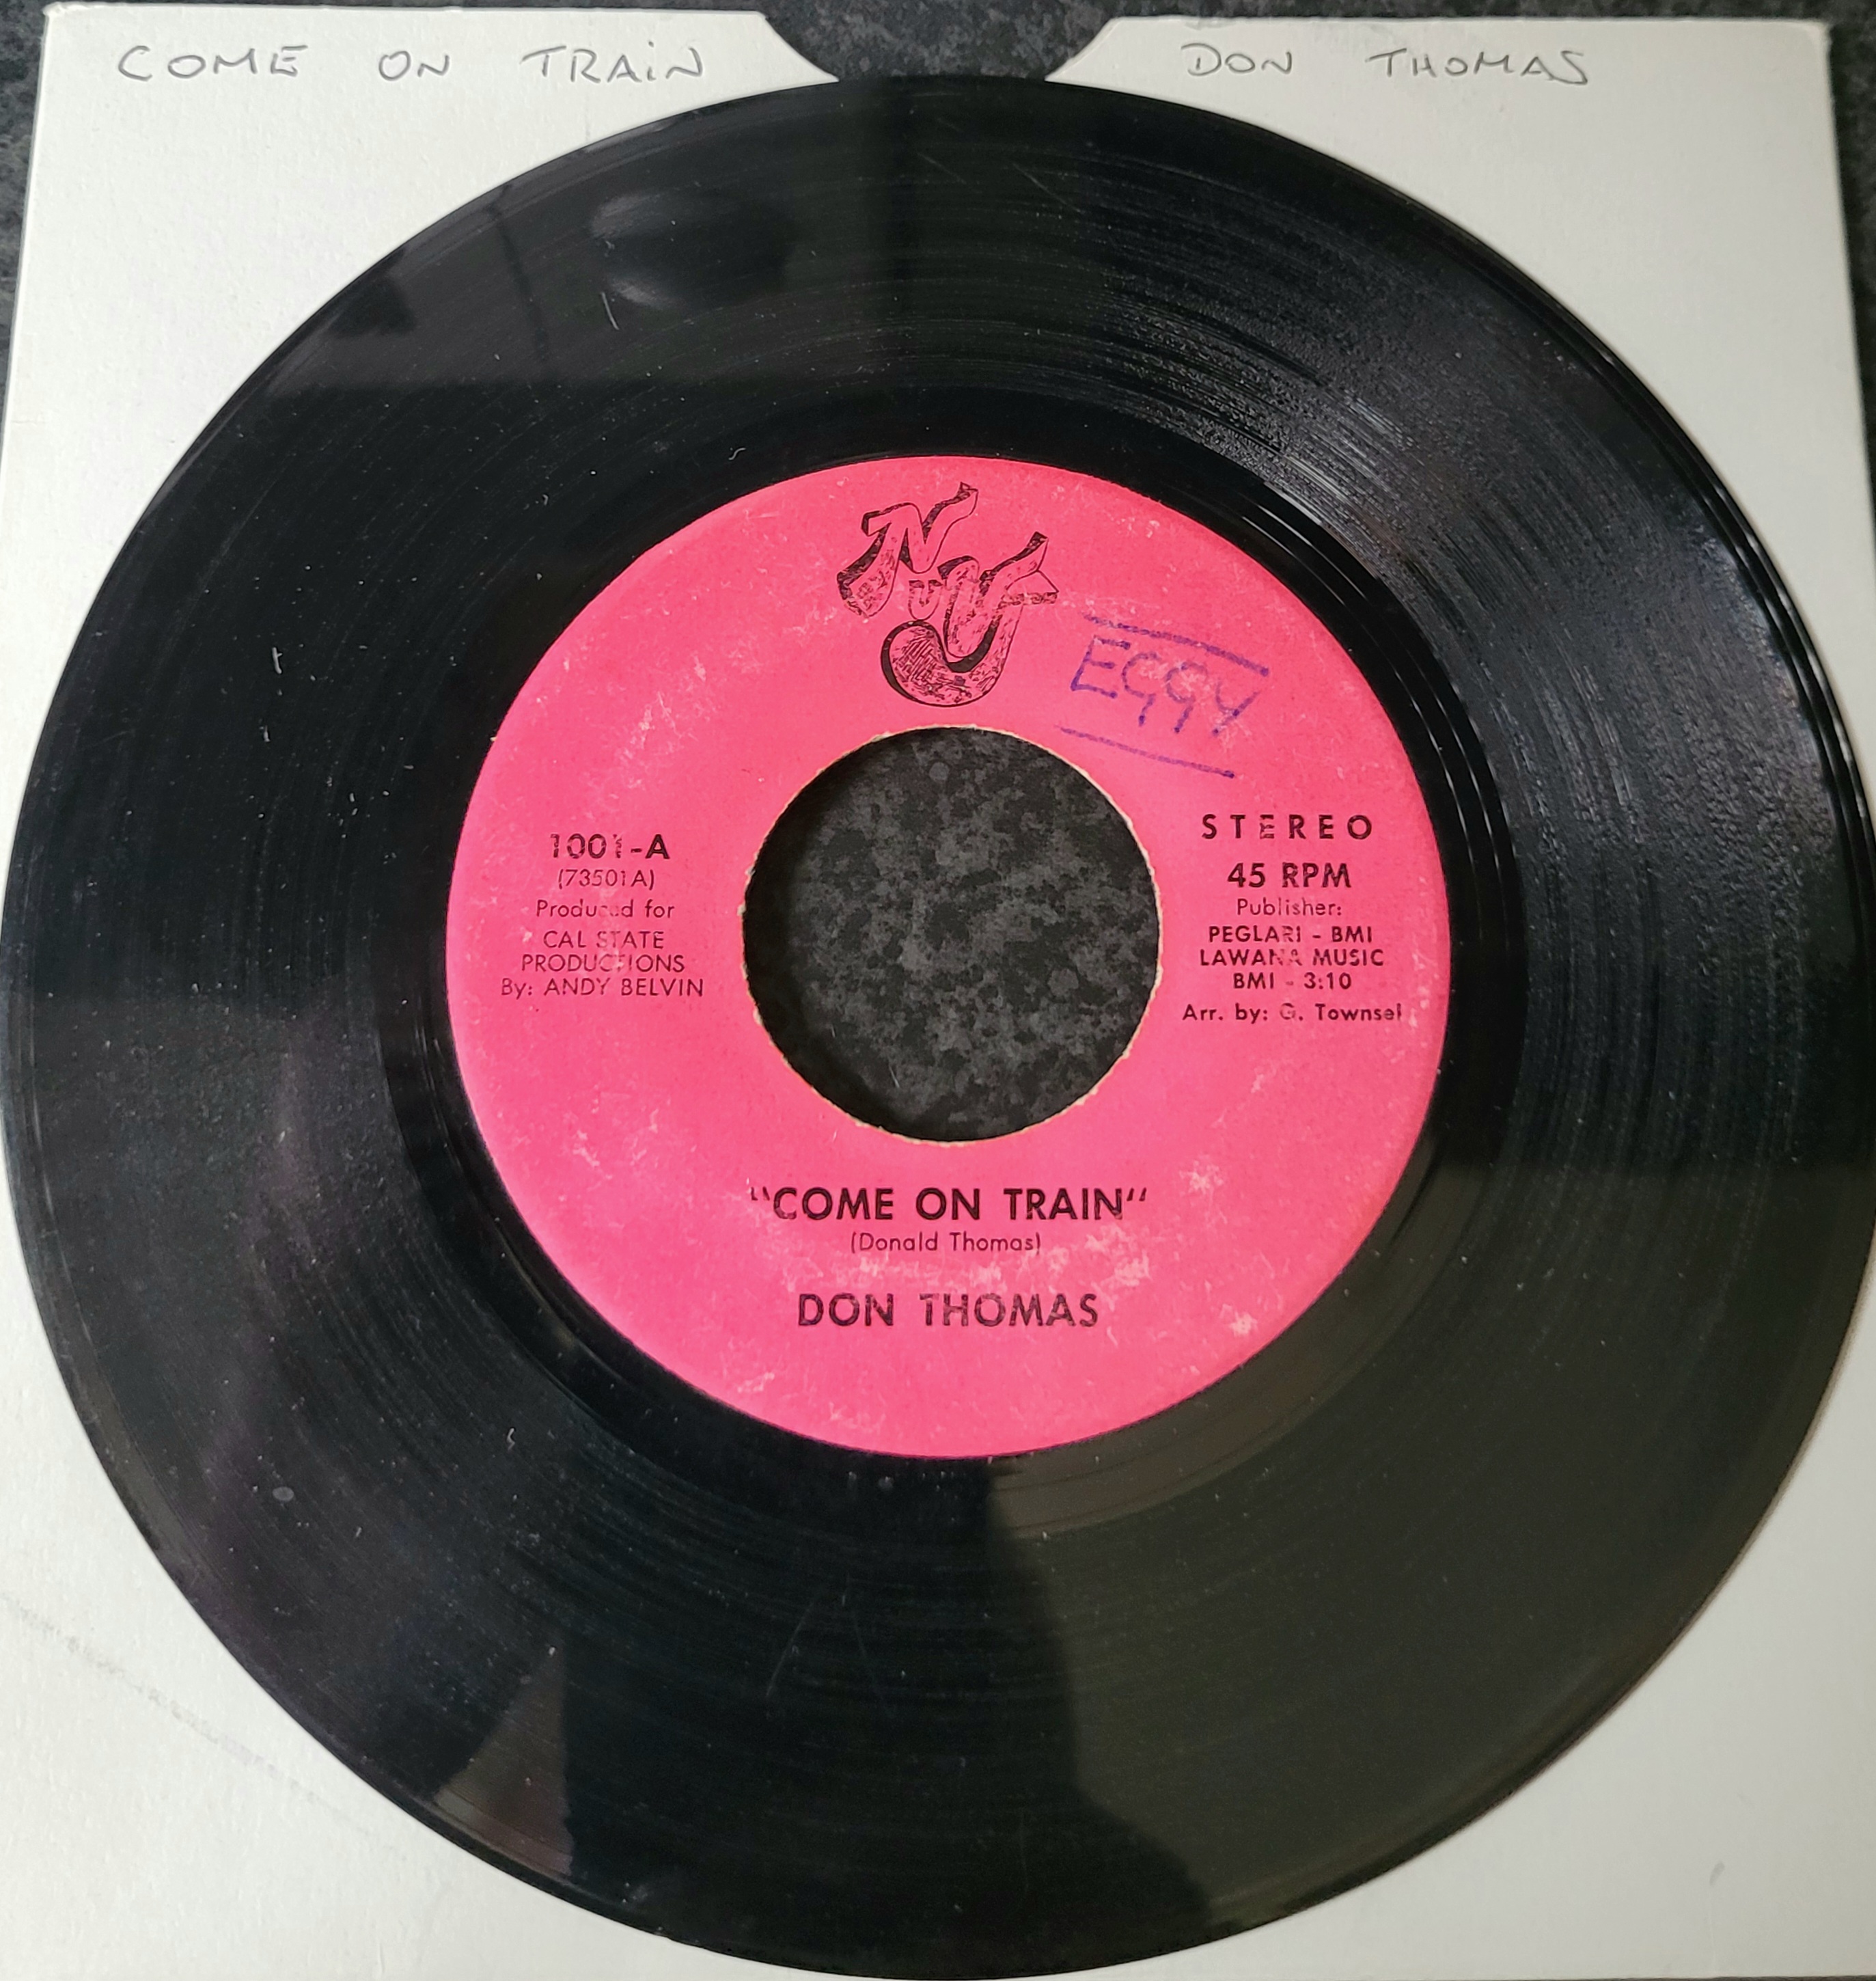 COME ON TRAiN DON THOMAS
EGGY
1001-A
(73501A)
Produced for
CAL STATE
PRODUCTIONS
By: ANDY BELVIN
STEREO
45 RPM
Publisher:
PEGLARI - BMI
LAWANA MUSIC
BMI - 3:10
Arr. by: G. Townsel
"COME ON TRAIN"
(Donald Thomas)
DON THOMAS